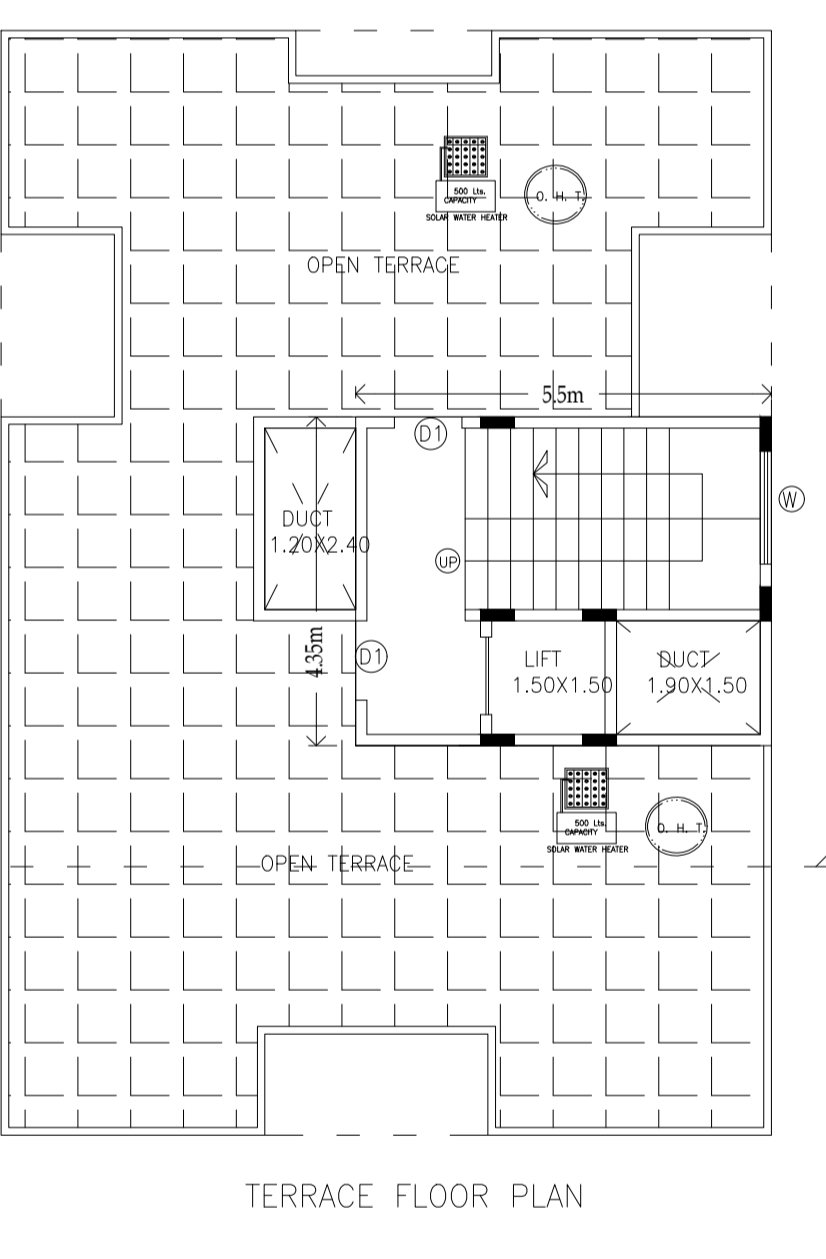 500 Lts.
CAPACITY
SOLAR WATER HEATER
O. H. T.
OPEN TERRACE
5.5m
D1
W
DUCT
1.20X2.40
UP
4.35m
D1
LIFT
1.50X1.50
DUCT
1.90X1.50
500 Lts.
CAPACITY
SOLAR WATER HEATER
O. H. T.
OPEN TERRACE
TERRACE FLOOR PLAN